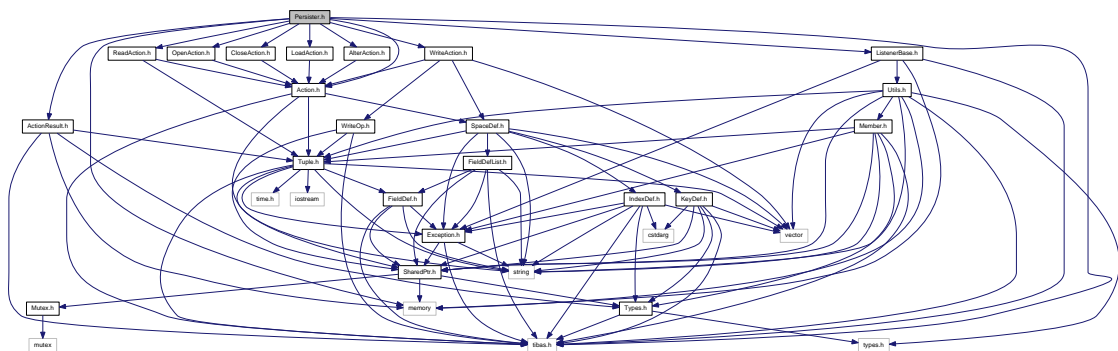 Persister.h
ReadAction.h OpenAction.h CloseAction.h LoadAction.h AlterAction.h WriteAction.h ListenerBase.h
Action.h Utils.h
ActionResult.h WriteOp.h SpaceDef.h Member.h
Tuple.h FieldDefList.h
time.h iostream FieldDef.h IndexDef.h KeyDef.h
Exception.h cstdarg vector
SharedPtr.h string
Mutex.h memory Types.h
mutex tibas.h types.h